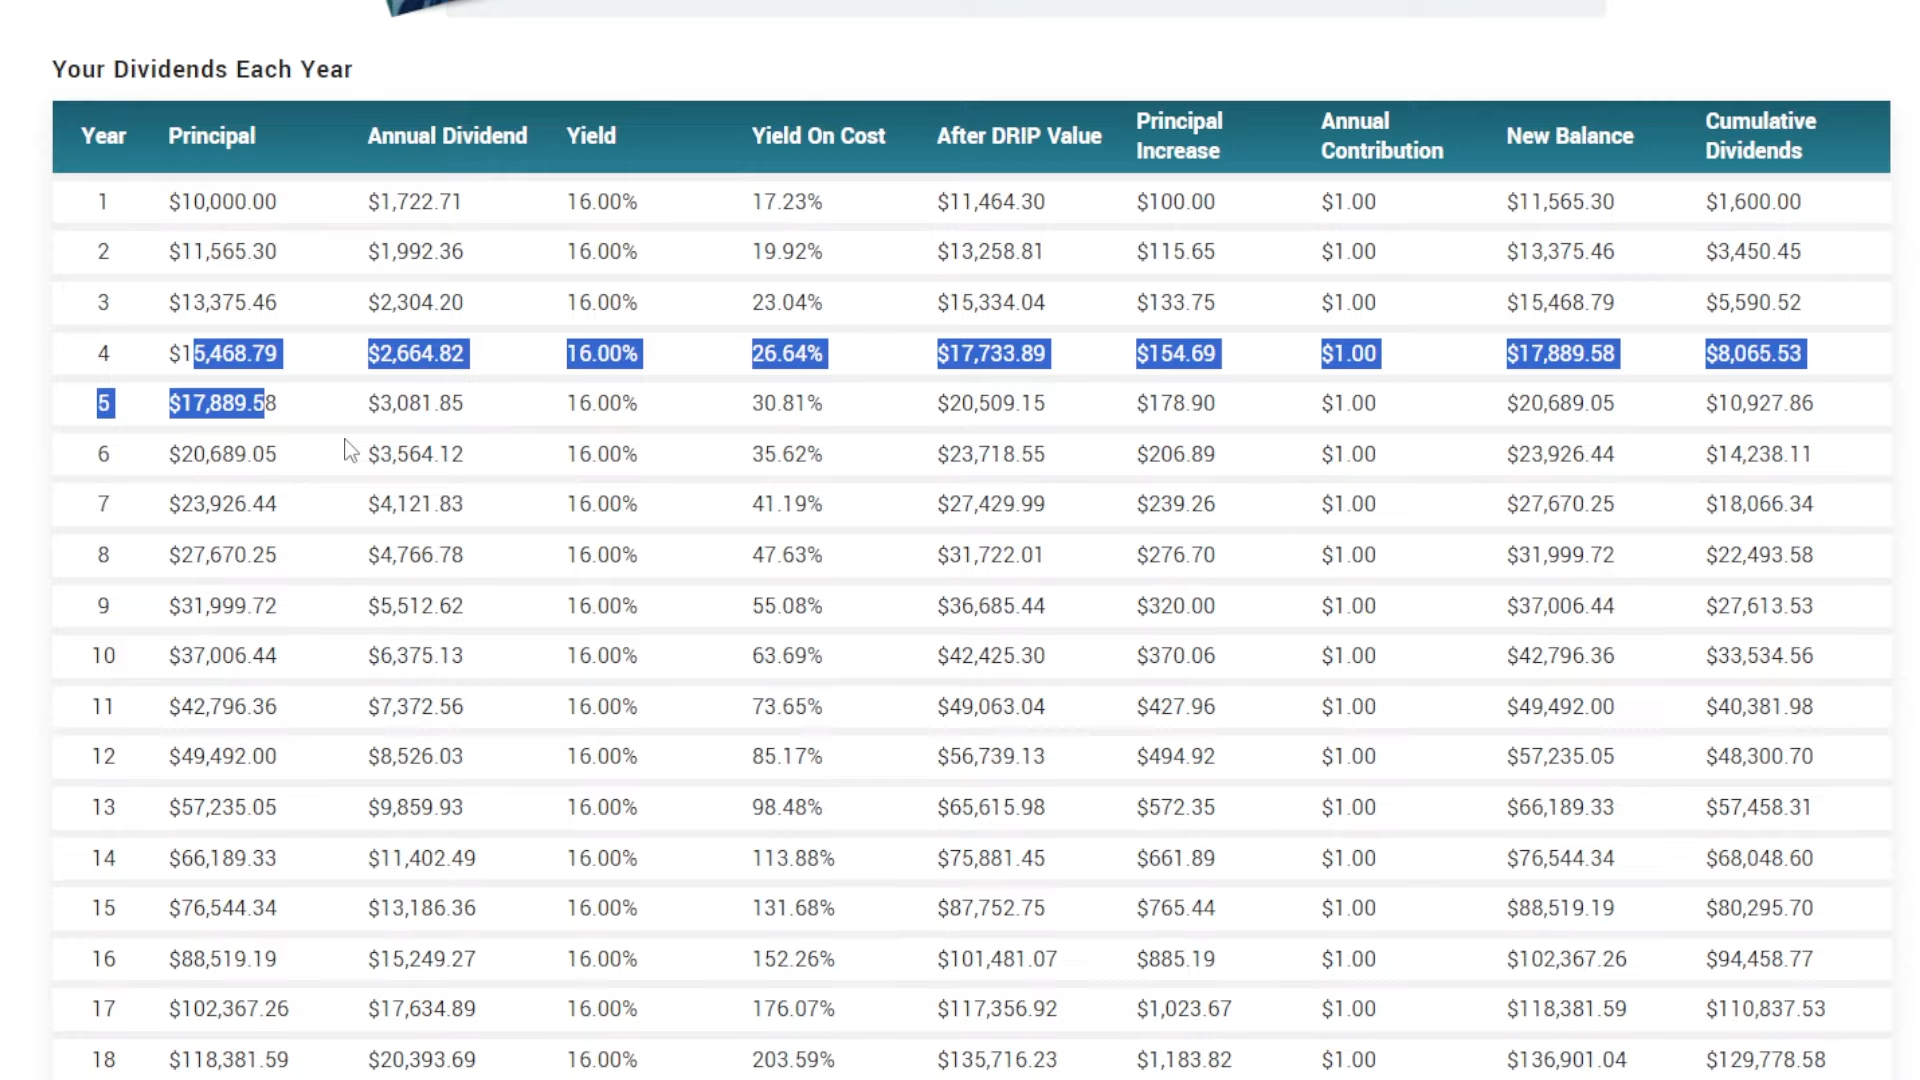 Your Dividends Each Year
Year Principal Annual Dividend Yield Yield On Cost After DRIP Value Principal Increase Annual Contribution New Balance Cumulative Dividends
1 $10,000.00 $1,722.71 16.00% 17.23% $11,464.30 $100.00 $1.00 $11,565.30 $1,600.00
2 $11,565.30 $1,992.36 16.00% 19.92% $13,258.81 $115.65 $1.00 $13,375.46 $3,450.45
3 $13,375.46 $2,304.20 16.00% 23.04% $15,334.04 $133.75 $1.00 $15,468.79 $5,590.52
4 $15,468.79 $2,664.82 16.00% 26.64% $17,733.89 $154.69 $1.00 $17,889.58 $8,065.53
5 $17,889.58 $3,081.85 16.00% 30.81% $20,509.15 $178.90 $1.00 $20,689.05 $10,927.86
6 $20,689.05 $3,564.12 16.00% 35.62% $23,718.55 $206.89 $1.00 $23,926.44 $14,238.11
7 $23,926.44 $4,121.83 16.00% 41.19% $27,429.99 $239.26 $1.00 $27,670.25 $18,066.34
8 $27,670.25 $4,766.78 16.00% 47.63% $31,722.01 $276.70 $1.00 $31,999.72 $22,493.58
9 $31,999.72 $5,512.62 16.00% 55.08% $36,685.44 $320.00 $1.00 $37,006.44 $27,613.53
10 $37,006.44 $6,375.13 16.00% 63.69% $42,425.30 $370.06 $1.00 $42,796.36 $33,534.56
11 $42,796.36 $7,372.56 16.00% 73.65% $49,063.04 $427.96 $1.00 $49,492.00 $40,381.98
12 $49,492.00 $8,526.03 16.00% 85.17% $56,739.13 $494.92 $1.00 $57,235.05 $48,300.70
13 $57,235.05 $9,859.93 16.00% 98.48% $65,615.98 $572.35 $1.00 $66,189.33 $57,458.31
14 $66,189.33 $11,402.49 16.00% 113.88% $75,881.45 $661.89 $1.00 $76,544.34 $68,048.60
15 $76,544.34 $13,186.36 16.00% 131.68% $87,752.75 $765.44 $1.00 $88,519.19 $80,295.70
16 $88,519.19 $15,249.27 16.00% 152.26% $101,481.07 $885.19 $1.00 $102,367.26 $94,458.77
17 $102,367.26 $17,634.89 16.00% 176.07% $117,356.92 $1,023.67 $1.00 $118,381.59 $110,837.53
18 $118,381.59 $20,393.69 16.00% 203.59% $135,716.23 $1,183.82 $1.00 $136,901.04 $129,778.58